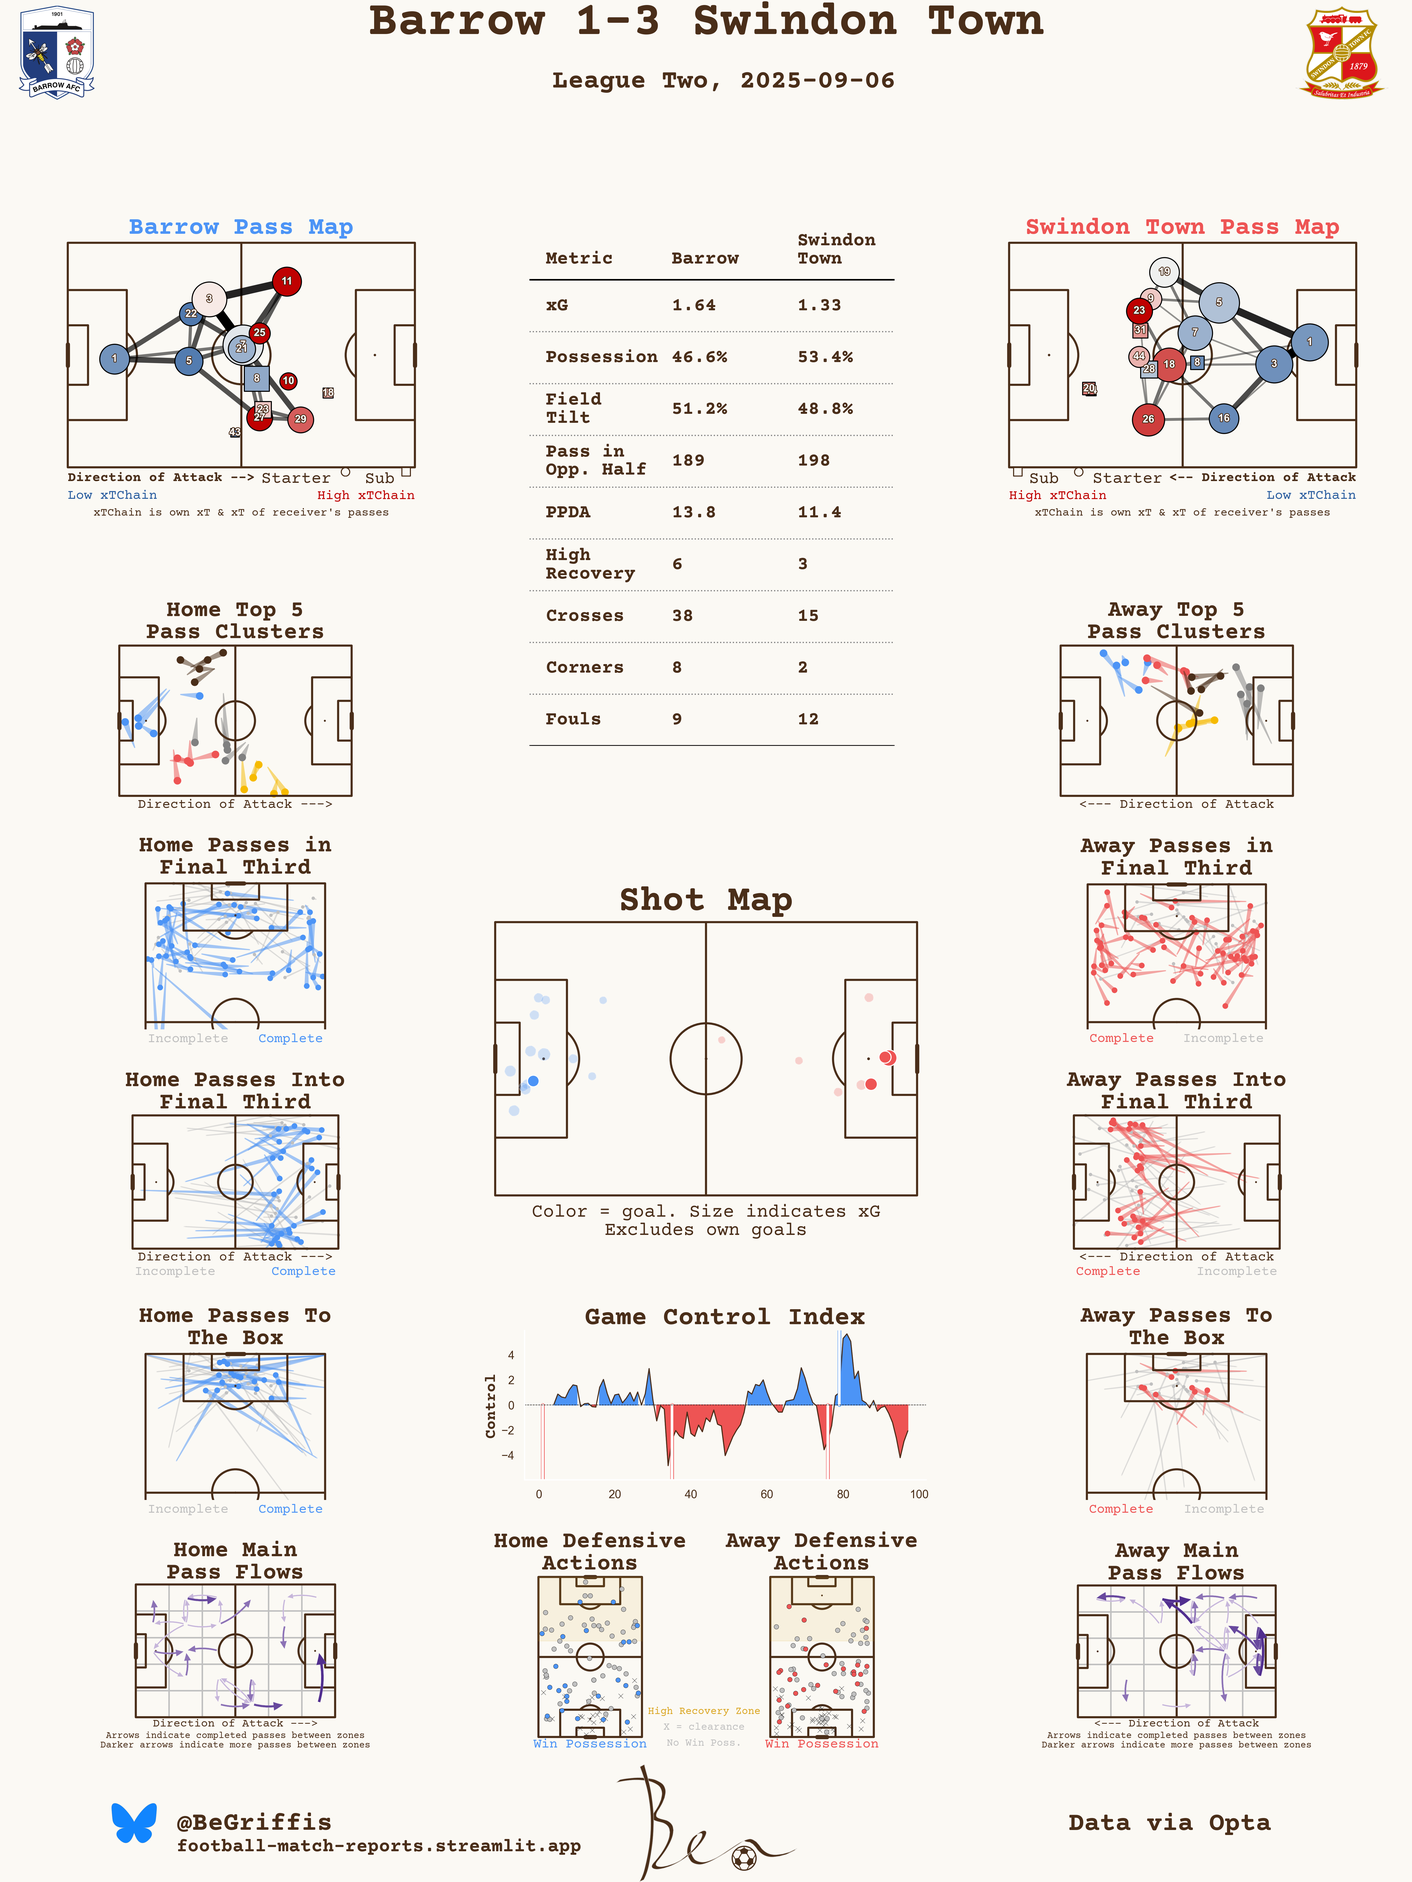 Barrow 1-3 Swindon Town
League Two, 2025-09-06
1901
BARROW AFC
SWINDON TOWN FC
1879
Salubritas Et Industria
Barrow Pass Map
11
3
22
25
21
1
5
8
10
18
23
27
29
43
Direction of Attack --> Starter Sub
Low xTChain High xTChain
xTChain is own xT & xT of receiver's passes
Metric Barrow Swindon Town
xG 1.64 1.33
Possession 46.6% 53.4%
Field Tilt 51.2% 48.8%
Pass in Opp. Half 189 198
PPDA 13.8 11.4
High Recovery 6 3
Crosses 38 15
Corners 8 2
Fouls 9 12
Swindon Town Pass Map
19
9
5
23
31
7
1
44
18
8
3
28
20
26
16
Sub Starter <-- Direction of Attack
High xTChain Low xTChain
xTChain is own xT & xT of receiver's passes
Home Top 5
Pass Clusters
Direction of Attack --->
Away Top 5
Pass Clusters
<--- Direction of Attack
Home Passes in
Final Third
Incomplete Complete
Away Passes in
Final Third
Complete Incomplete
Shot Map
Color = goal. Size indicates xG
Excludes own goals
Home Passes Into
Final Third
Direction of Attack --->
Incomplete Complete
Away Passes Into
Final Third
<--- Direction of Attack
Complete Incomplete
Home Passes To
The Box
Incomplete Complete
Game Control Index
Control
4
2
0
−2
−4
0 20 40 60 80 100
Away Passes To
The Box
Complete Incomplete
Home Main
Pass Flows
Direction of Attack --->
Arrows indicate completed passes between zones
Darker arrows indicate more passes between zones
Home Defensive
Actions
Win Possession
Away Defensive
Actions
Win Possession
High Recovery Zone
X = clearance
No Win Poss.
Away Main
Pass Flows
<--- Direction of Attack
Arrows indicate completed passes between zones
Darker arrows indicate more passes between zones
@BeGriffis
football-match-reports.streamlit.app
Ben
Data via Opta